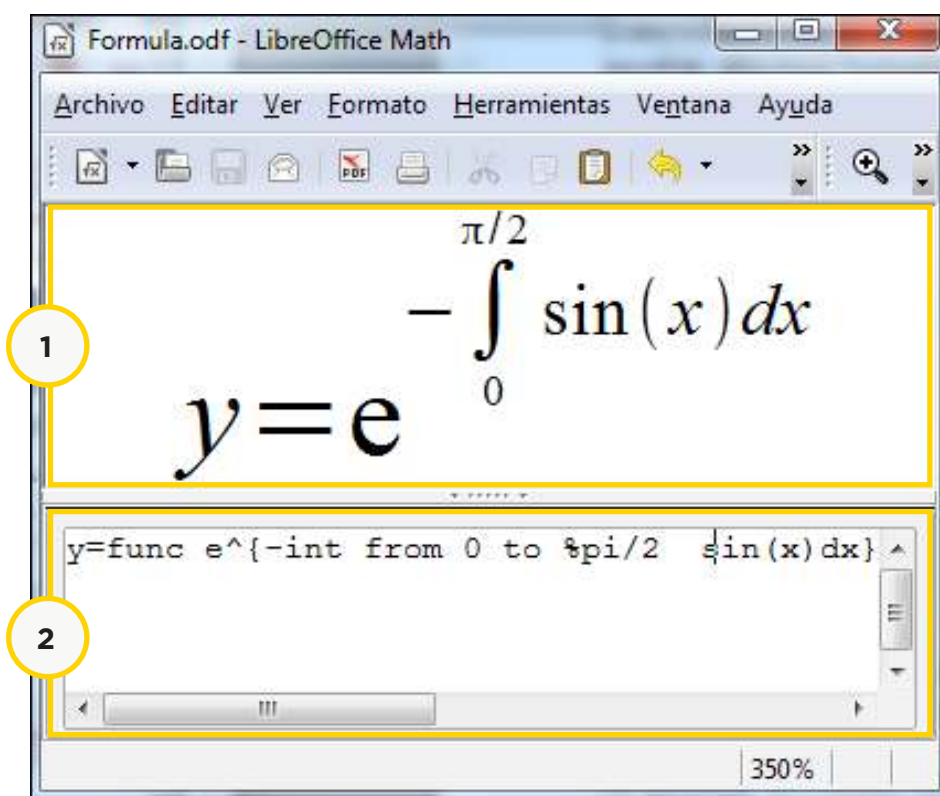 Formula.odf - LibreOffice Math
Archivo Editar Ver Formato Herramientas Ventana Ayuda
PDF
π/2
1
− ∫ sin(x)dx
0
y=e
y=func e^{-int from 0 to %pi/2  sin(x)dx}
2
350%